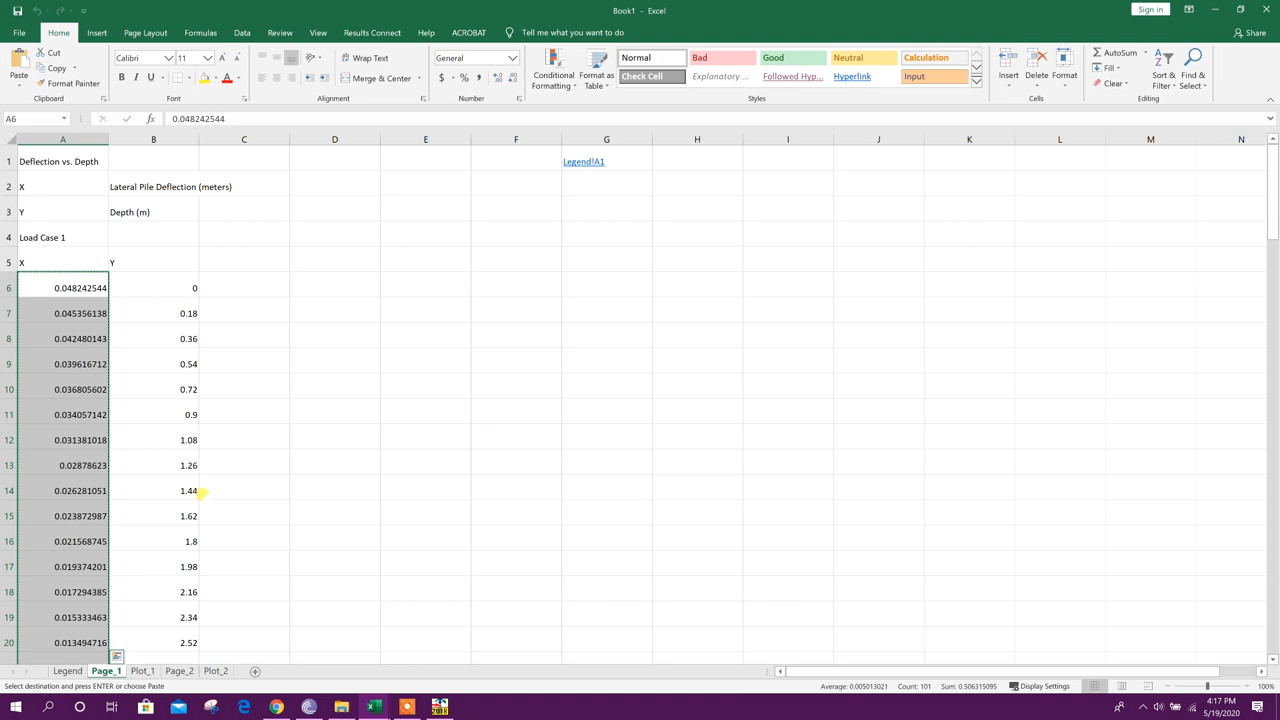 Book1 - Excel
Sign in
File Home Insert Page Layout Formulas Data Review View Results Connect Help ACROBAT Tell me what you want to do Share
Cut
Copy
Format Painter
Paste
Clipboard
Calibri 11
B I U
Font
Wrap Text
Merge & Center
Alignment
General
$ % ,
Number
Conditional Formatting
Format as Table
Normal Bad Good Neutral Calculation
Check Cell Explanatory ... Followed Hyp... Hyperlink Input
Styles
Insert Delete Format
Cells
AutoSum
Fill
Clear
Sort & Filter
Find & Select
Editing
A6 fx 0.048242544
A B C D E F G H I J K L M N
1 Deflection vs. Depth Legend!A1
2 X Lateral Pile Deflection (meters)
3 Y Depth (m)
4 Load Case 1
5 X Y
6 0.048242544 0
7 0.045356138 0.18
8 0.042480143 0.36
9 0.039616712 0.54
10 0.036805602 0.72
11 0.034057142 0.9
12 0.031381018 1.08
13 0.02878623 1.26
14 0.026281051 1.44
15 0.023872987 1.62
16 0.021568745 1.8
17 0.019374201 1.98
18 0.017294385 2.16
19 0.015333463 2.34
20 0.013494716 2.52
Legend Page_1 Plot_1 Page_2 Plot_2
Select destination and press ENTER or choose Paste Average: 0.005013021 Count: 101 Sum: 0.506315095 Display Settings 100%
4:17 PM
5/19/2020
2018